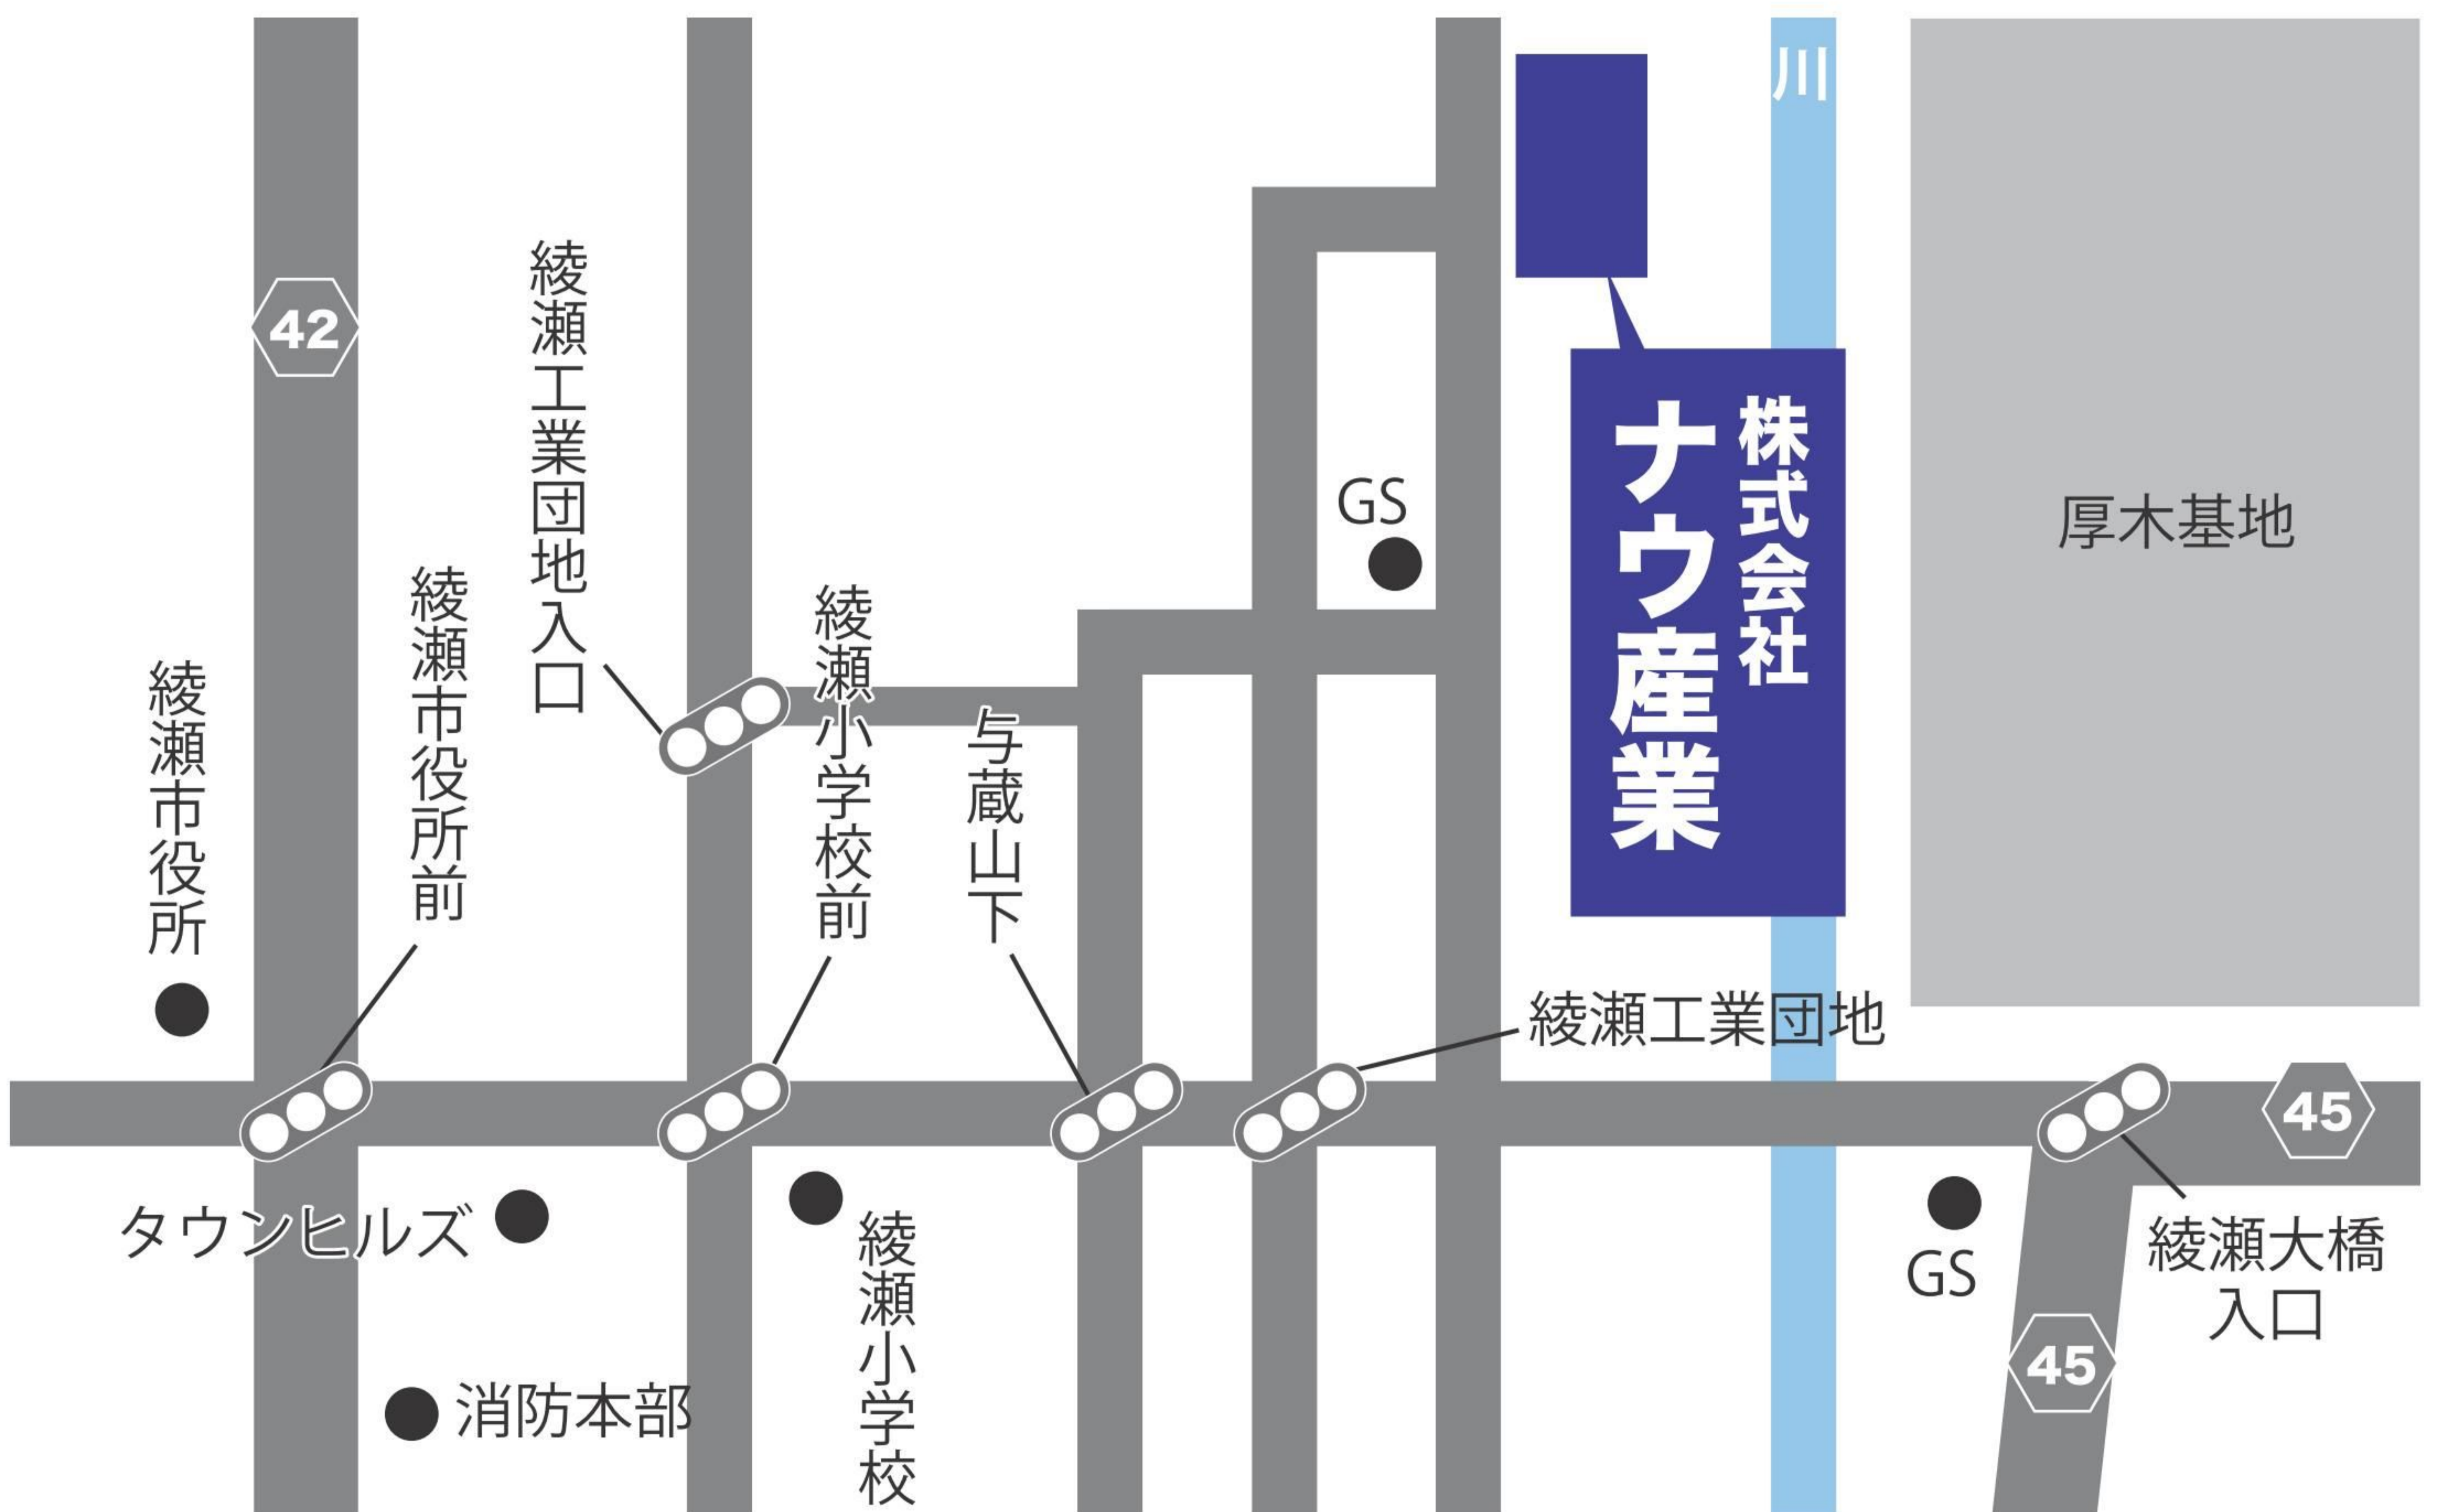 川
42
綾瀬工業団地入口
GS
株式会社
ナウ産業
厚木基地
綾瀬市役所前
綾瀬小学校前
綾瀬市役所
与蔵山下
綾瀬工業団地
45
タウンヒルズ
綾瀬小学校
GS
綾瀬大橋
入口
45
消防本部